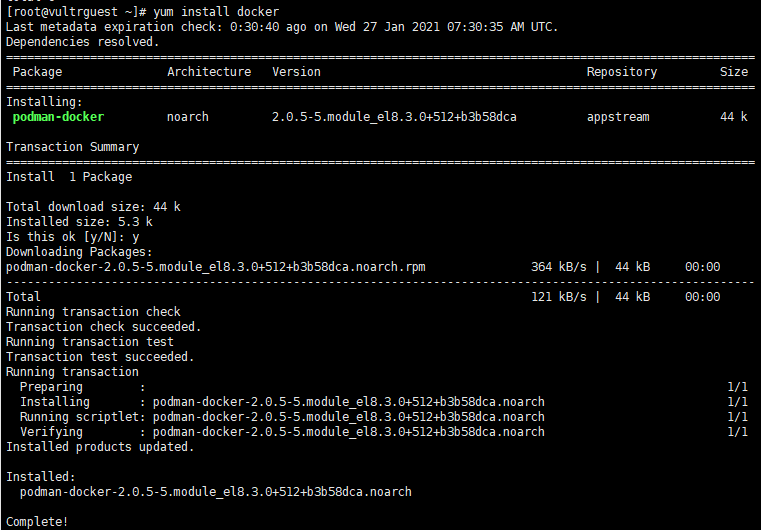 [root@vultrguest ~]# yum install docker
Last metadata expiration check: 0:30:40 ago on Wed 27 Jan 2021 07:30:35 AM UTC.
Dependencies resolved.
================================================================================
Package Architecture Version Repository Size
================================================================================
Installing:
podman-docker noarch 2.0.5-5.module_el8.3.0+512+b3b58dca appstream 44 k
Transaction Summary
================================================================================
Install 1 Package
Total download size: 44 k
Installed size: 5.3 k
Is this ok [y/N]: y
Downloading Packages:
podman-docker-2.0.5-5.module_el8.3.0+512+b3b58dca.noarch.rpm 364 kB/s | 44 kB 00:00
--------------------------------------------------------------------------------
Total 121 kB/s | 44 kB 00:00
Running transaction check
Transaction check succeeded.
Running transaction test
Transaction test succeeded.
Running transaction
Preparing : 1/1
Installing : podman-docker-2.0.5-5.module_el8.3.0+512+b3b58dca.noarch 1/1
Running scriptlet: podman-docker-2.0.5-5.module_el8.3.0+512+b3b58dca.noarch 1/1
Verifying : podman-docker-2.0.5-5.module_el8.3.0+512+b3b58dca.noarch 1/1
Installed products updated.
Installed:
podman-docker-2.0.5-5.module_el8.3.0+512+b3b58dca.noarch
Complete!